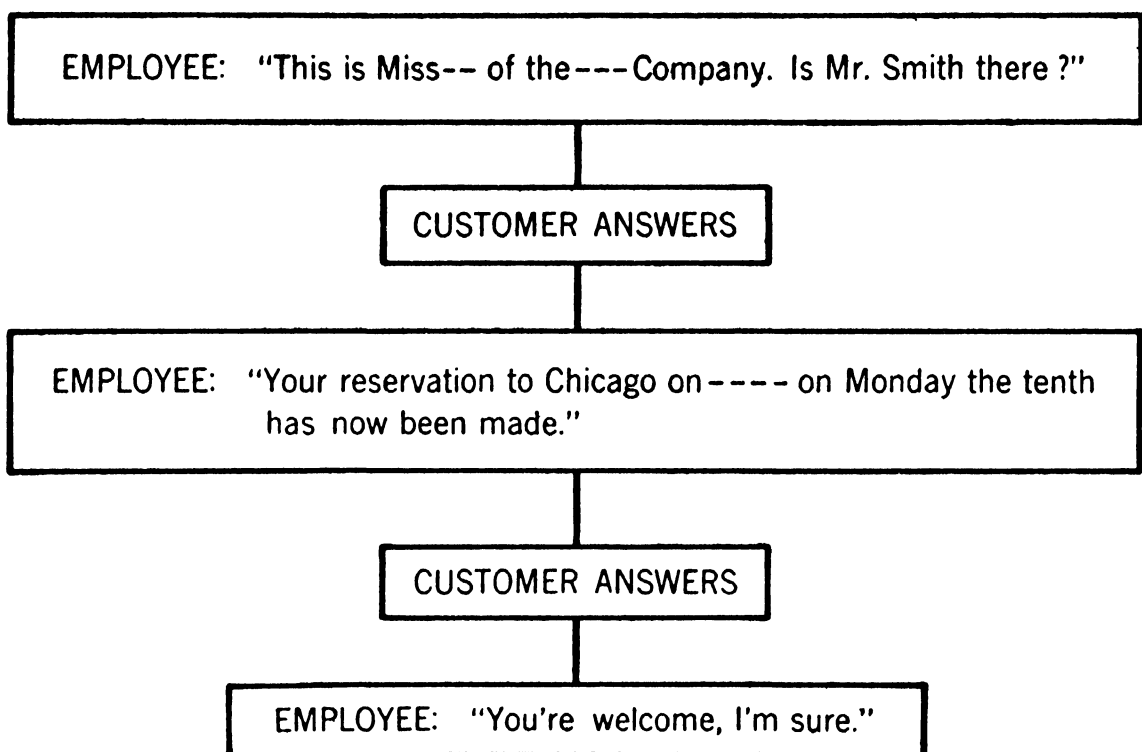 EMPLOYEE: "This is Miss-- of the---Company. Is Mr. Smith there?"
CUSTOMER ANSWERS
EMPLOYEE: "Your reservation to Chicago on---- on Monday the tenth
has now been made."
CUSTOMER ANSWERS
EMPLOYEE: "You're welcome, I'm sure."